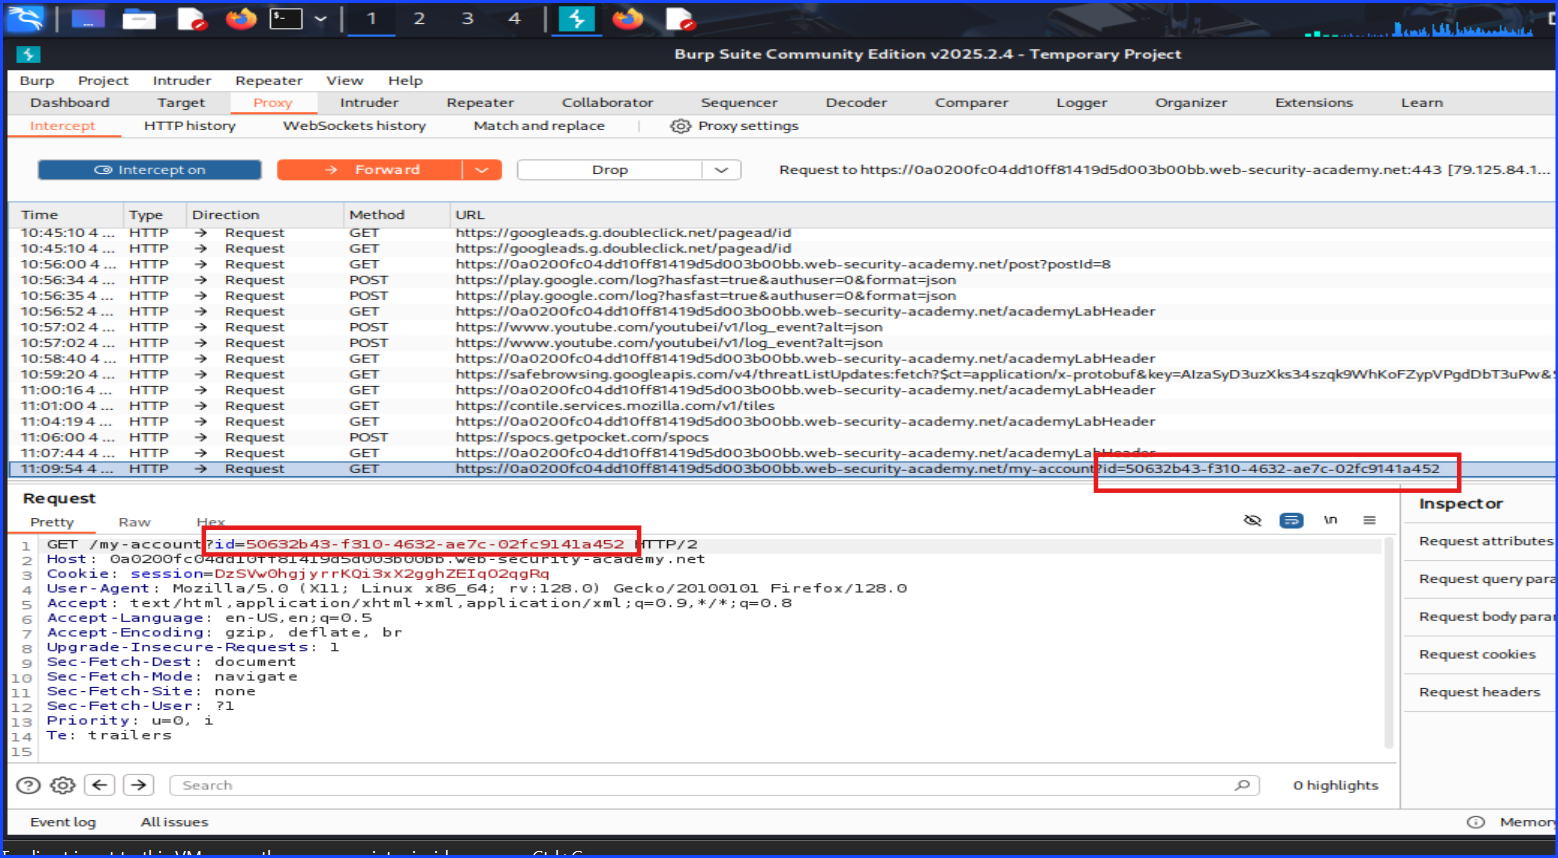 1 2 3 4
Burp Suite Community Edition v2025.2.4 - Temporary Project
Burp Project Intruder Repeater View Help
Dashboard Target Proxy Intruder Repeater Collaborator Sequencer Decoder Comparer Logger Organizer Extensions Learn
Intercept HTTP history WebSockets history Match and replace Proxy settings
Intercept on Forward Drop Request to https://0a0200fc04dd10ff81419d5d003b00bb.web-security-academy.net:443 [79.125.84.1...
Time Type Direction Method URL
10:45:10 4 ... HTTP → Request GET https://googleads.g.doubleclick.net/pagead/id
10:45:10 4 ... HTTP → Request GET https://googleads.g.doubleclick.net/pagead/id
10:56:00 4 ... HTTP → Request GET https://0a0200fc04dd10ff81419d5d003b00bb.web-security-academy.net/post?postId=8
10:56:34 4 ... HTTP → Request POST https://play.google.com/log?hasfast=true&authuser=0&format=json
10:56:35 4 ... HTTP → Request POST https://play.google.com/log?hasfast=true&authuser=0&format=json
10:56:52 4 ... HTTP → Request GET https://0a0200fc04dd10ff81419d5d003b00bb.web-security-academy.net/academyLabHeader
10:57:02 4 ... HTTP → Request POST https://www.youtube.com/youtubei/v1/log_event?alt=json
10:57:02 4 ... HTTP → Request POST https://www.youtube.com/youtubei/v1/log_event?alt=json
10:58:40 4 ... HTTP → Request GET https://0a0200fc04dd10ff81419d5d003b00bb.web-security-academy.net/academyLabHeader
10:59:20 4 ... HTTP → Request GET https://safebrowsing.googleapis.com/v4/threatListUpdates:fetch?$ct=application/x-protobuf&key=AIzaSyD3uzXks34szqk9WhKoFZypVPgdDbT3uPw&
11:00:16 4 ... HTTP → Request GET https://0a0200fc04dd10ff81419d5d003b00bb.web-security-academy.net/academyLabHeader
11:01:00 4 ... HTTP → Request GET https://contile.services.mozilla.com/v1/tiles
11:04:19 4 ... HTTP → Request GET https://0a0200fc04dd10ff81419d5d003b00bb.web-security-academy.net/academyLabHeader
11:06:00 4 ... HTTP → Request POST https://spocs.getpocket.com/spocs
11:07:44 4 ... HTTP → Request GET https://0a0200fc04dd10ff81419d5d003b00bb.web-security-academy.net/academyLabHeader
11:09:54 4 ... HTTP → Request GET https://0a0200fc04dd10ff81419d5d003b00bb.web-security-academy.net/my-account?id=50632b43-f310-4632-ae7c-02fc9141a452
Request Inspector
Pretty Raw Hex \n
1 GET /my-account?id=50632b43-f310-4632-ae7c-02fc9141a452 HTTP/2
2 Host: 0a0200fc04dd10ff81419d5d003b00bb.web-security-academy.net
3 Cookie: session=DzSVw0hgjyrrKQi3xX2gghZEIqO2qgRq
4 User-Agent: Mozilla/5.0 (X11; Linux x86_64; rv:128.0) Gecko/20100101 Firefox/128.0
5 Accept: text/html,application/xhtml+xml,application/xml;q=0.9,*/*;q=0.8
6 Accept-Language: en-US,en;q=0.5
7 Accept-Encoding: gzip, deflate, br
8 Upgrade-Insecure-Requests: 1
9 Sec-Fetch-Dest: document
10 Sec-Fetch-Mode: navigate
11 Sec-Fetch-Site: none
12 Sec-Fetch-User: ?1
13 Priority: u=0, i
14 Te: trailers
15
Request attributes
Request query para
Request body para
Request cookies
Request headers
Search 0 highlights
Event log All issues Memory